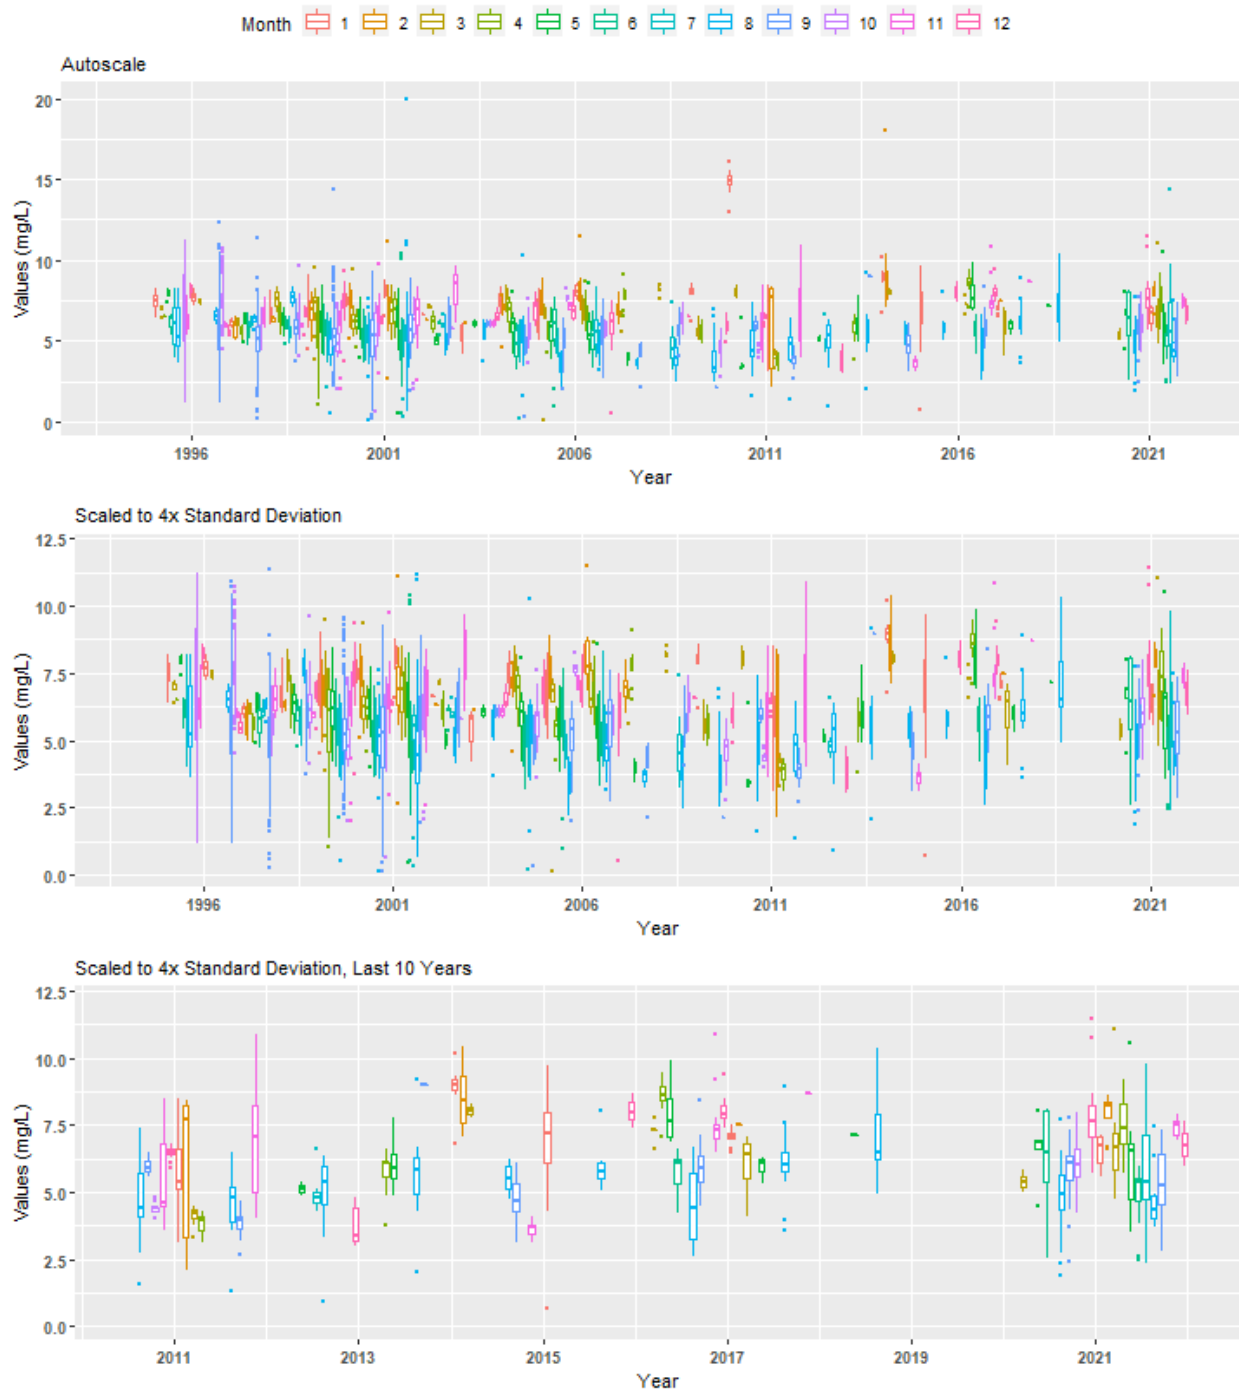 Month 1 2 3 4 5 6 7 8 9 10 11 12
Autoscale
20
15
10
5
0
Values (mg/L)
1996 2001 2006 2011 2016 2021
Year
Scaled to 4x Standard Deviation
12.5
10.0
7.5
5.0
2.5
0.0
Values (mg/L)
1996 2001 2006 2011 2016 2021
Year
Scaled to 4x Standard Deviation, Last 10 Years
12.5
10.0
7.5
5.0
2.5
0.0
Values (mg/L)
2011 2013 2015 2017 2019 2021
Year